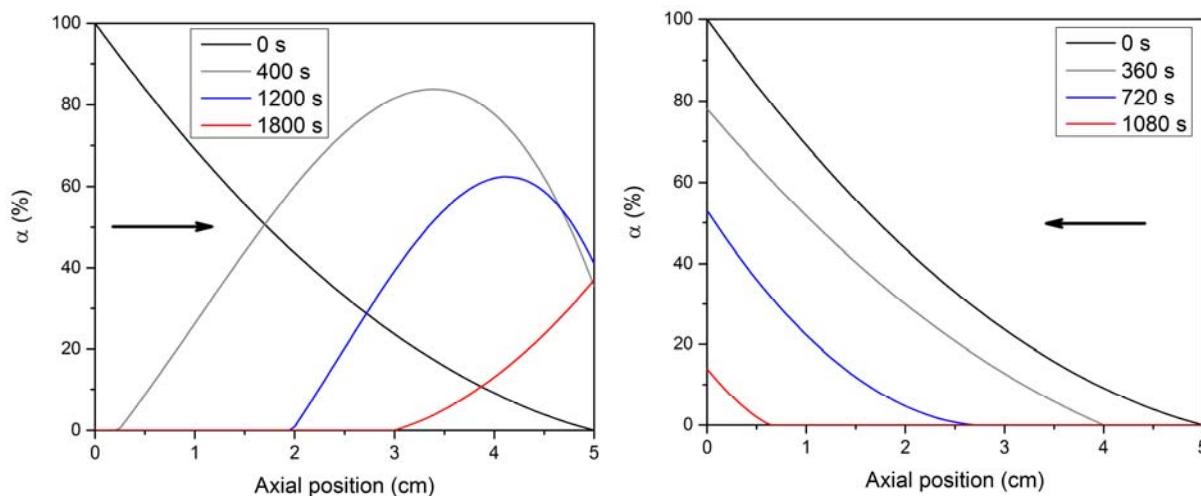 100
80
60
40
20
0
α (%)
0 s
400 s
1200 s
1800 s
0 1 2 3 4 5
Axial position (cm)
100
80
60
40
20
0
α (%)
0 s
360 s
720 s
1080 s
0 1 2 3 4 5
Axial position (cm)